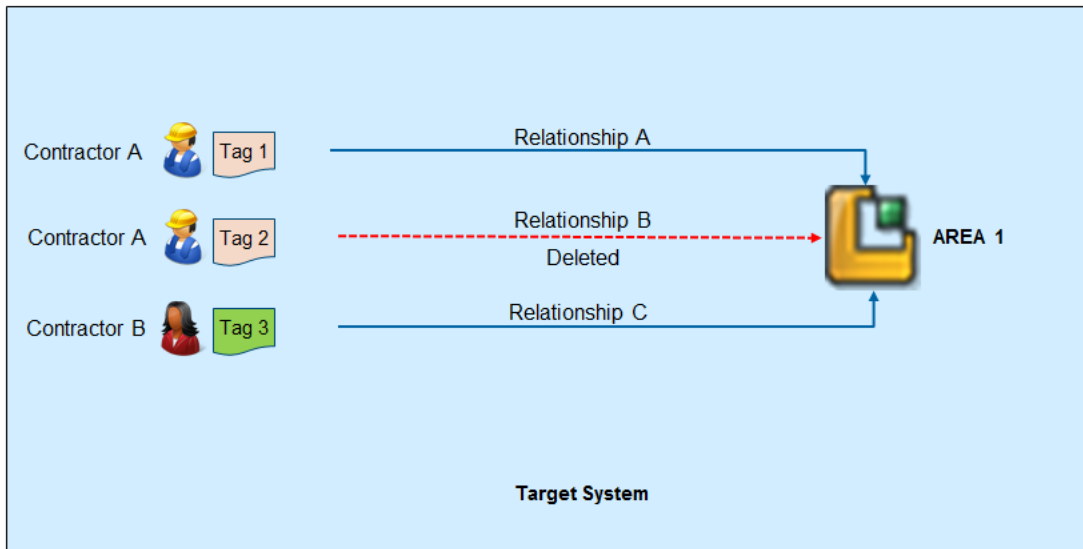 Contractor A Tag 1 Relationship A
Contractor A Tag 2 Relationship B
Deleted
AREA 1
Contractor B Tag 3 Relationship C
Target System